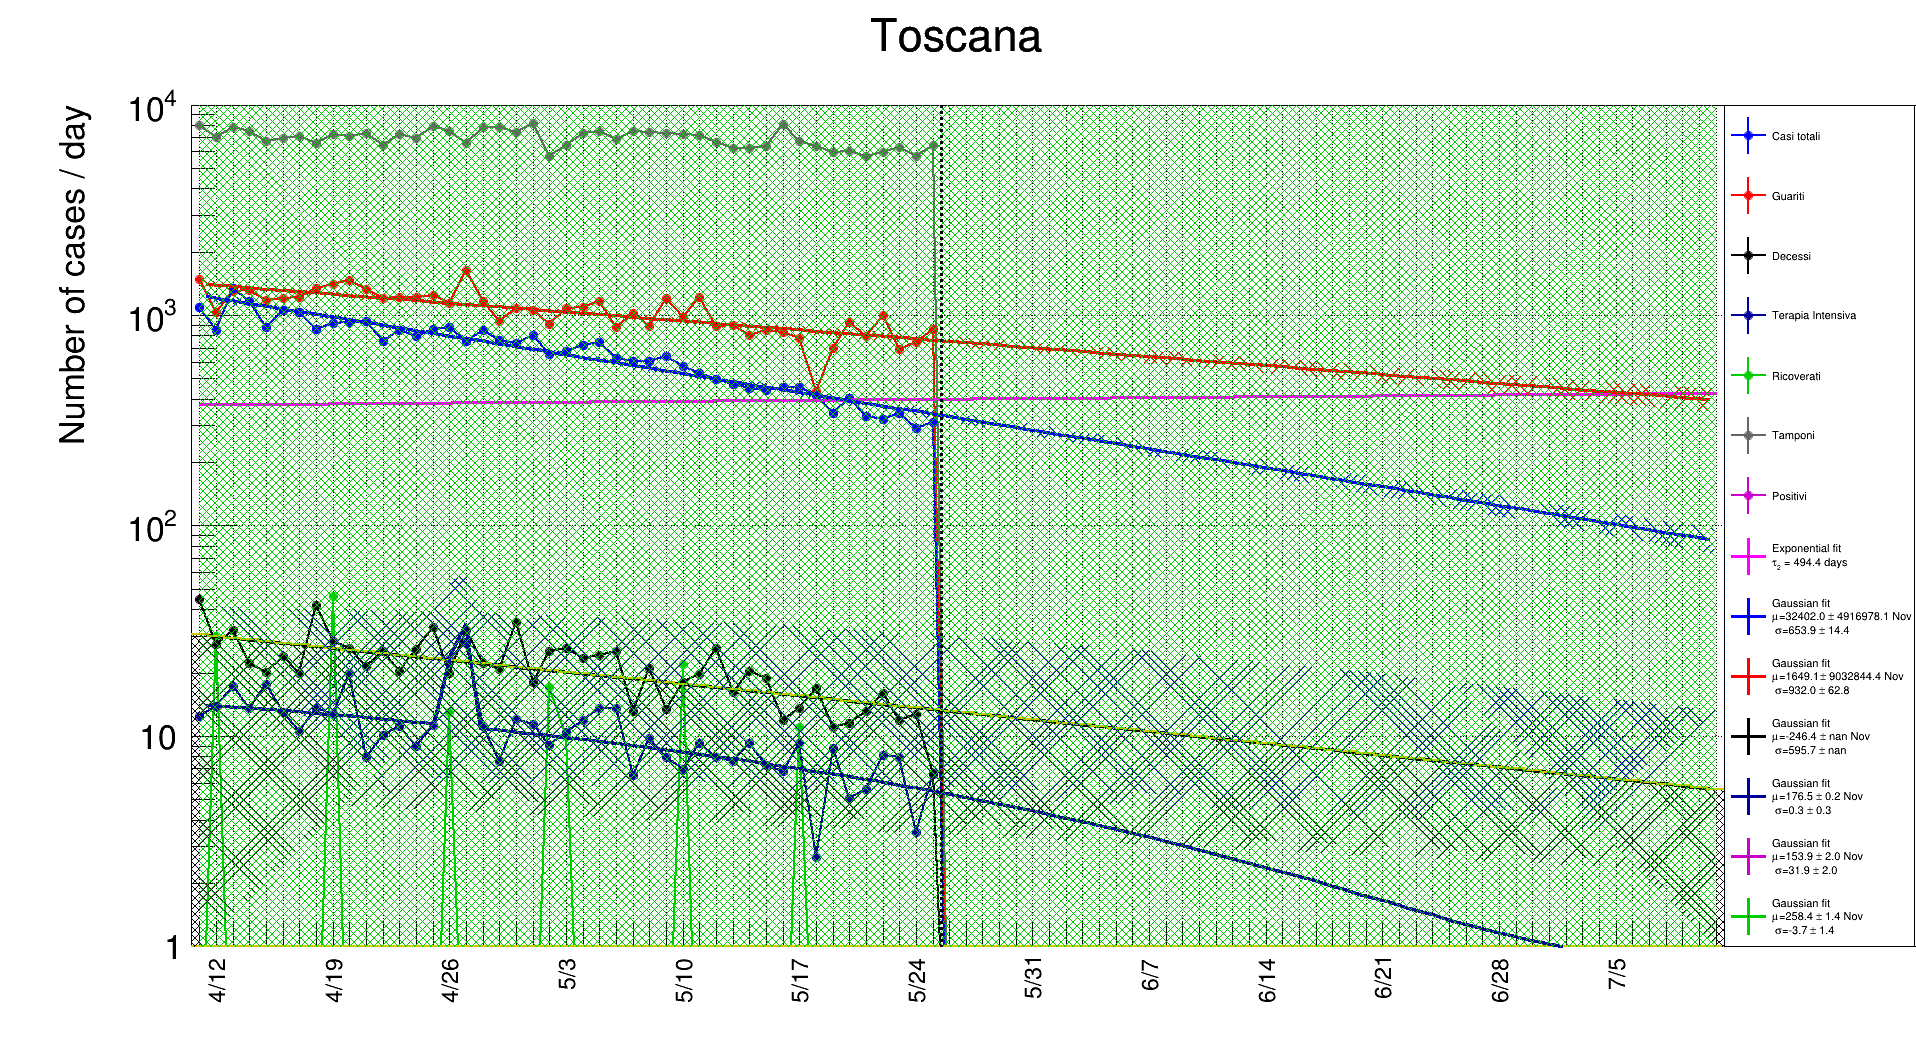 Toscana
Number of cases / day
10^4
10^3
10^2
10
1
4/12
4/19
4/26
5/3
5/10
5/17
5/24
5/31
6/7
6/14
6/21
6/28
7/5
Casi totali
Guariti
Decessi
Terapia Intensiva
Ricoverati
Tamponi
Positivi
Exponential fit
τ₂ = 494.4 days
Gaussian fit
μ=32402.0 ± 4916978.1 Nov
σ=653.9 ± 14.4
Gaussian fit
μ=1649.1 ± 9032844.4 Nov
σ=932.0 ± 62.8
Gaussian fit
μ=-246.4 ± nan Nov
σ=595.7 ± nan
Gaussian fit
μ=176.5 ± 0.2 Nov
σ=0.3 ± 0.3
Gaussian fit
μ=153.9 ± 2.0 Nov
σ=31.9 ± 2.0
Gaussian fit
μ=258.4 ± 1.4 Nov
σ=-3.7 ± 1.4